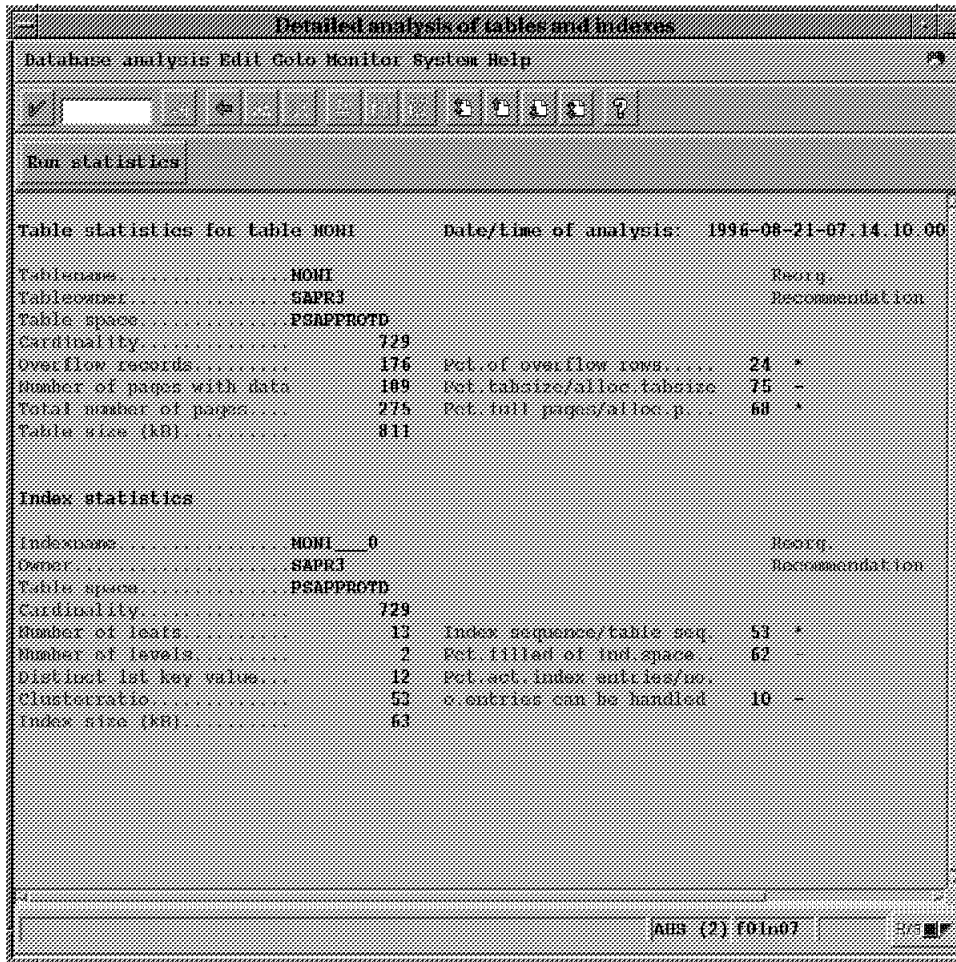 Detailed analysis of tables and indexes
Database analysis Edit Goto Monitor System Help
?
Run statistics
Table statistics for table MONI Date/time of analysis: 1996-08-21-07.14.10.00
Tablename................MONI Reorg.
Tableowner...............SAPR3 Recommendation
Table space..............PSAPPROTD
Cardinality.............. 729
Overflow records......... 176 Pct.of overflow rows..... 24 *
Number of pages with data 189 Pct.tabsize/alloc.tabsize 75 -
Total number of pages.... 275 Pct.full pages/alloc.p... 68 *
Table size (kB).......... 811
Index statistics
Indexname................MONI___0 Reorg.
Owner....................SAPR3 Recommendation
Table space..............PSAPPROTD
Cardinality.............. 729
Number of leafs.......... 13 Index sequence/table seq. 53 *
Number of levels......... 2 Pct.filled of ind.space.. 62 -
Distinct 1st key value... 12 Pct.act.index entries/no.
Clusterratio............. 53 o.entries can be handled 10 -
Index size (kB).......... 63
AUS (2) f01n07